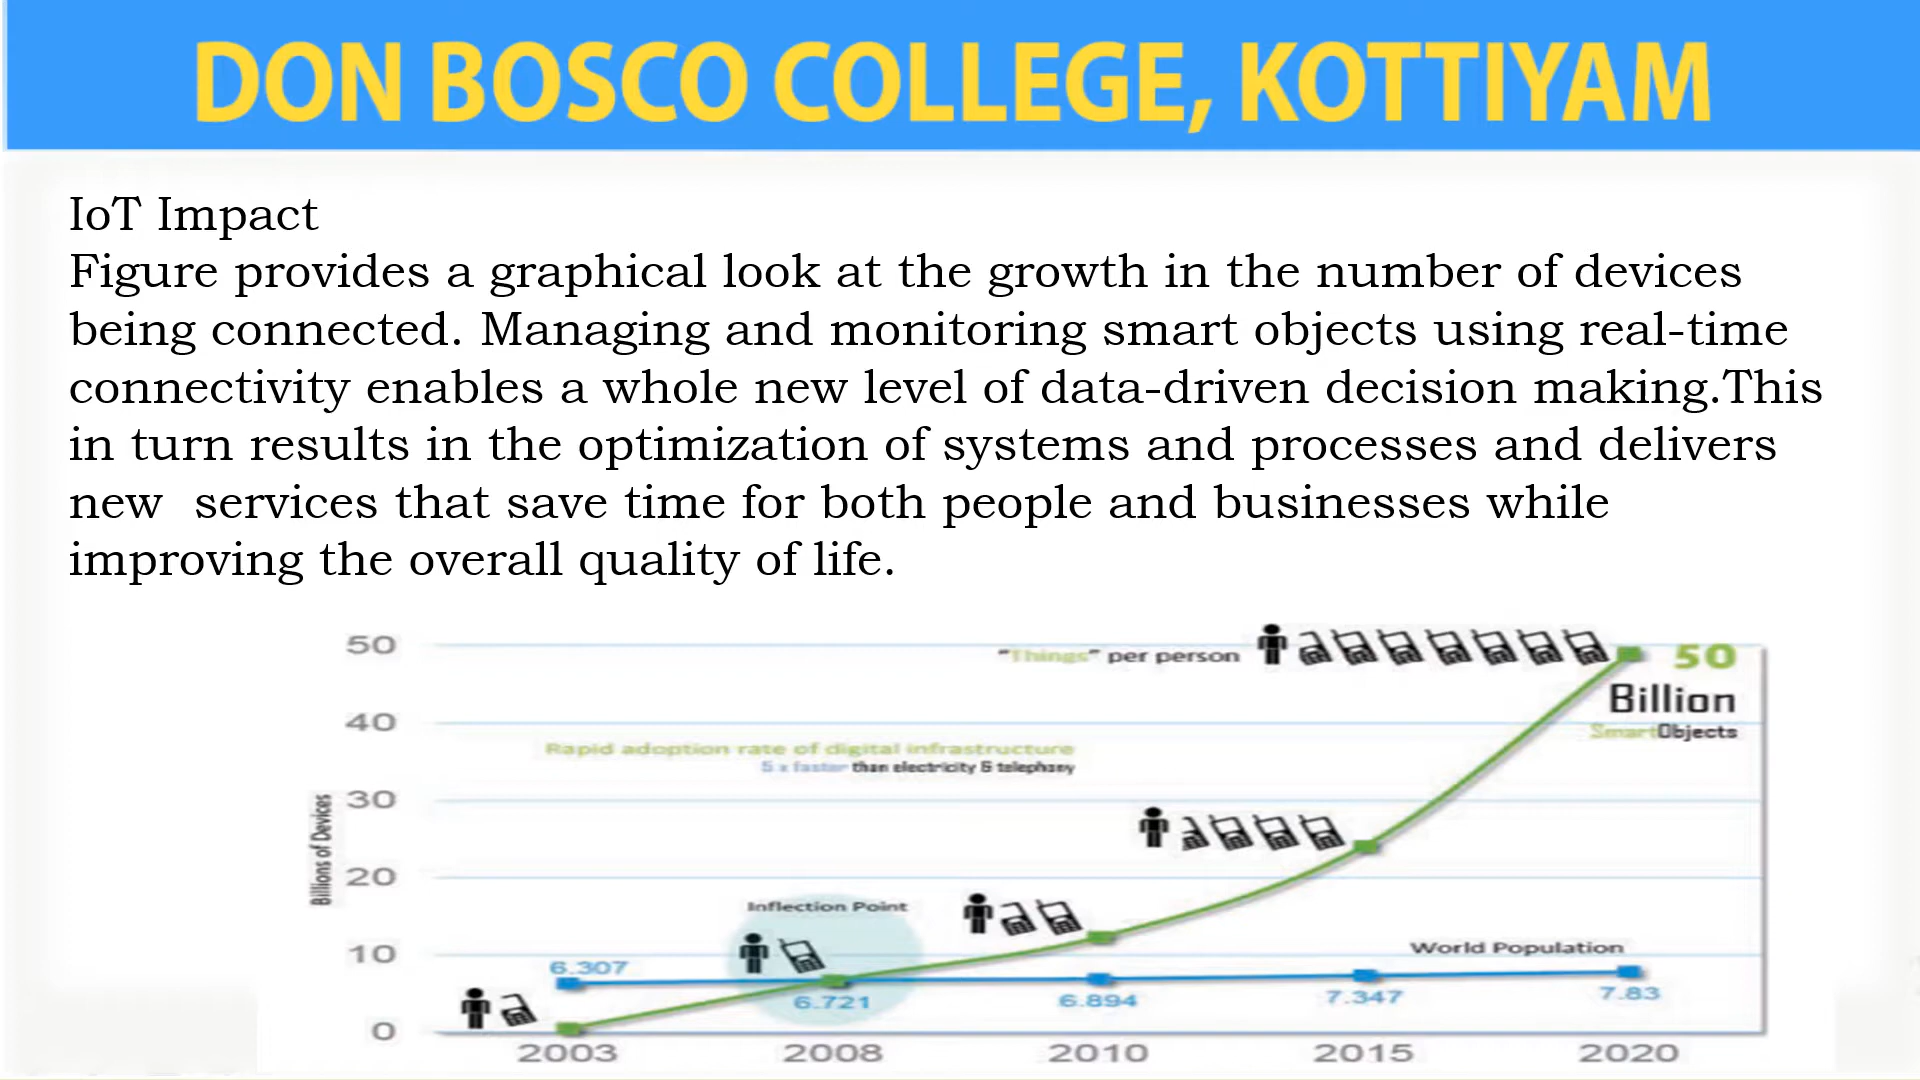 DON BOSCO COLLEGE, KOTTIYAM
IoT Impact
Figure provides a graphical look at the growth in the number of devices
being connected. Managing and monitoring smart objects using real-time
connectivity enables a whole new level of data-driven decision making.This
in turn results in the optimization of systems and processes and delivers
new  services that save time for both people and businesses while
improving the overall quality of life.
50
"Things" per person
50
Billion
SmartObjects
40
Rapid adoption rate of digital infrastructure
5 x faster than electricity & telephony
30
Billions of Devices
20
Inflection Point
10
World Population
6.307
6.721
6.894
7.347
7.83
0
2003
2008
2010
2015
2020